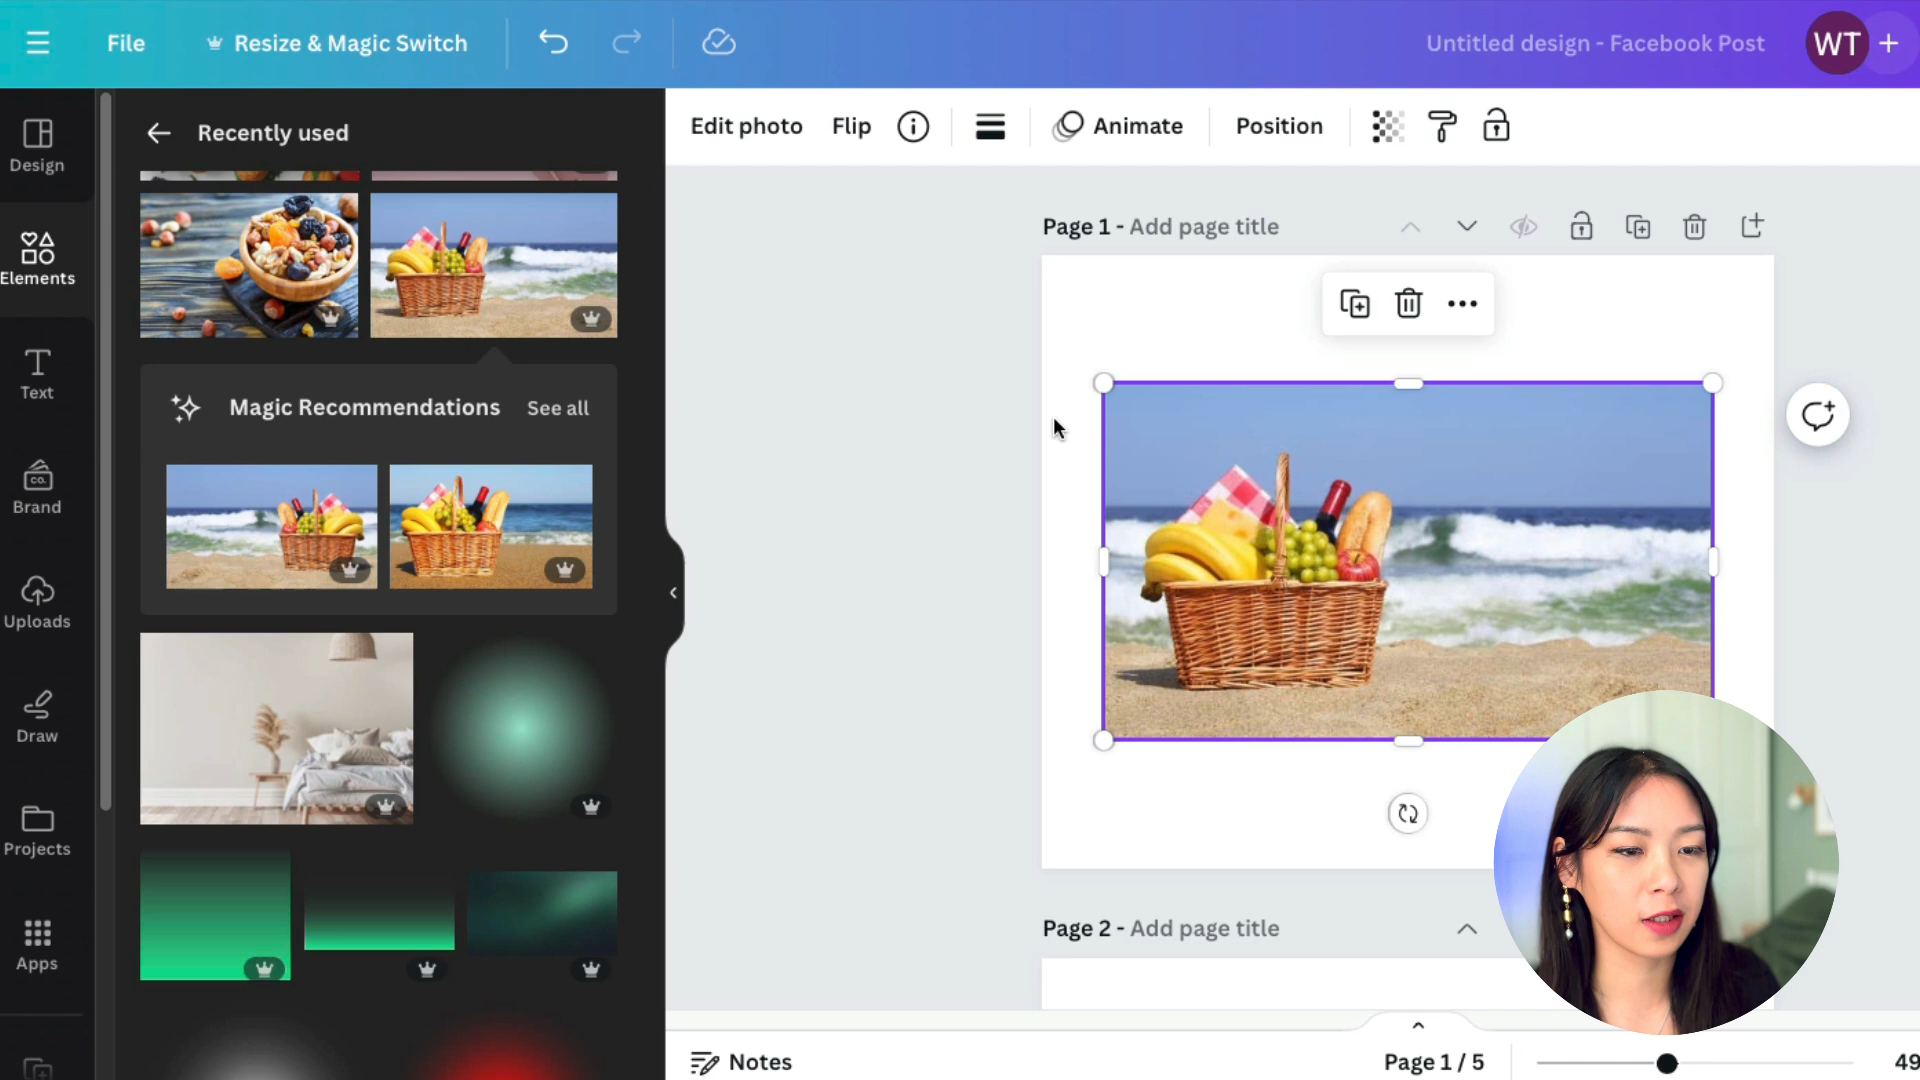 File
Resize & Magic Switch
Untitled design - Facebook Post
WT
Design
Elements
Text
Brand
CO.
Uploads
Draw
Projects
Apps
Recently used
Magic Recommendations
See all
Edit photo
Flip
Animate
Position
Page 1 - Add page title
Page 2 - Add page title
Notes
Page 1 / 5
49